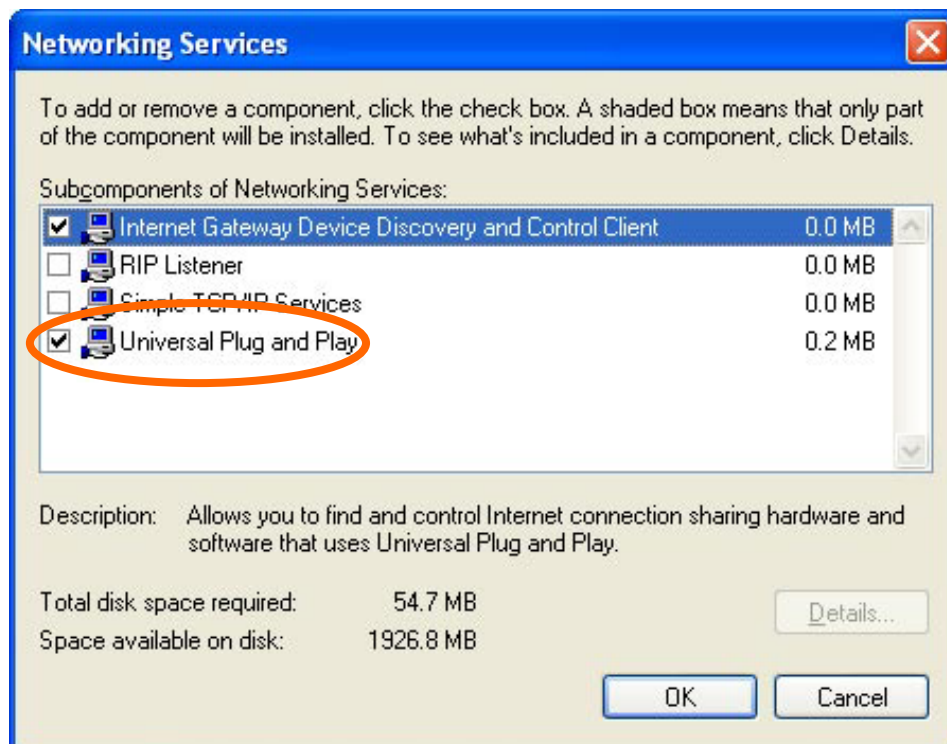 Networking Services
To add or remove a component, click the check box. A shaded box means that only part
of the component will be installed. To see what's included in a component, click Details.
Subcomponents of Networking Services:
Internet Gateway Device Discovery and Control Client 0.0 MB
RIP Listener 0.0 MB
Simple TCP/IP Services 0.0 MB
Universal Plug and Play 0.2 MB
Description: Allows you to find and control Internet connection sharing hardware and
software that uses Universal Plug and Play.
Total disk space required: 54.7 MB
Details...
Space available on disk: 1926.8 MB
OK Cancel